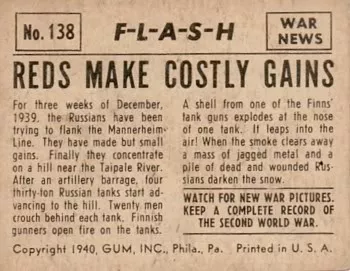 No. 138
F-L-A-S-H
WAR
NEWS
REDS MAKE COSTLY GAINS
For three weeks of December,
1939, the Russians have been
trying to flank the Mannerheim
Line. They have made but small
gains. Finally they concentrate
on a hill near the Taipale River.
After an artillery barrage, four
thirty-ton Russian tanks start ad-
vancing to the hill. Twenty men
crouch behind each tank. Finnish
gunners open fire on the tanks.
A shell from one of the Finns'
tank guns explodes at the nose
of one tank. It leaps into the
air! When the smoke clears away
a mass of jagged metal and a
pile of dead and wounded Rus-
sians darken the snow.
WATCH FOR NEW WAR PICTURES.
KEEP A COMPLETE RECORD OF
THE SECOND WORLD WAR.
Copyright 1940, GUM, INC., Phila., Pa. Printed in U. S. A.